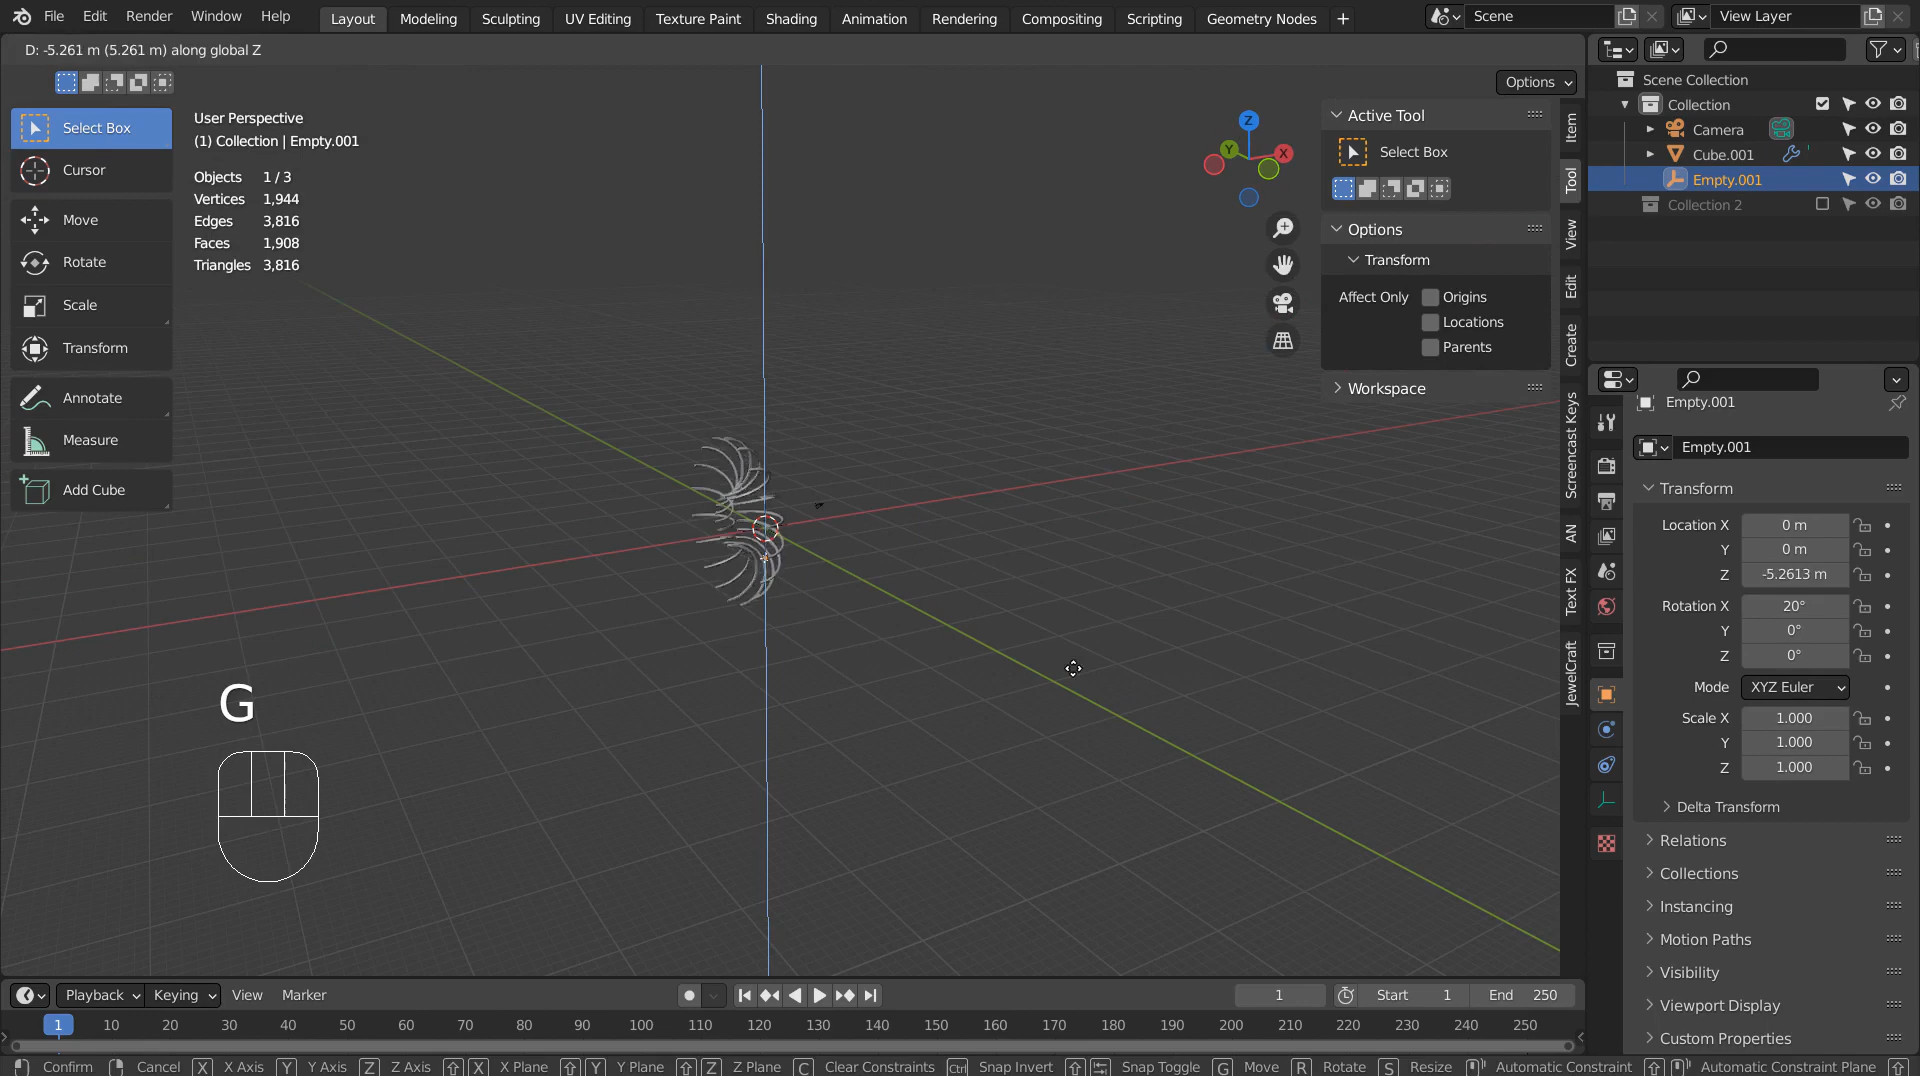 File Edit Render Window Help Layout Modeling Sculpting UV Editing Texture Paint Shading Animation Rendering Compositing Scripting Geometry Nodes + Scene View Layer
D: -5.261 m (5.261 m) along global Z
Options
Select Box
Cursor
Move
Rotate
Scale
Transform
Annotate
Measure
Add Cube
User Perspective
(1) Collection | Empty.001
Objects 1 / 3
Vertices 1,944
Edges 3,816
Faces 1,908
Triangles 3,816
Z
Y
X
Active Tool
Select Box
Options
Transform
Affect Only Origins
Locations
Parents
Workspace
Item
Tool
View
Edit
Create
Screencast Keys
AN
Text FX
JewelCraft
Scene Collection
Collection
Camera
Cube.001
Empty.001
Collection 2
Empty.001
Empty.001
Transform
Location X 0 m
Y 0 m
Z -5.2613 m
Rotation X 20°
Y 0°
Z 0°
Mode XYZ Euler
Scale X 1.000
Y 1.000
Z 1.000
Delta Transform
Relations
Collections
Instancing
Motion Paths
Visibility
Viewport Display
Custom Properties
G
Playback Keying View Marker 1 Start 1 End 250
1 10 20 30 40 50 60 70 80 90 100 110 120 130 140 150 160 170 180 190 200 210 220 230 240 250
Confirm Cancel X X Axis Y Y Axis Z Z Axis X X Plane Y Y Plane Z Z Plane C Clear Constraints Ctrl Snap Invert Snap Toggle G Move R Rotate S Resize Automatic Constraint Automatic Constraint Plane